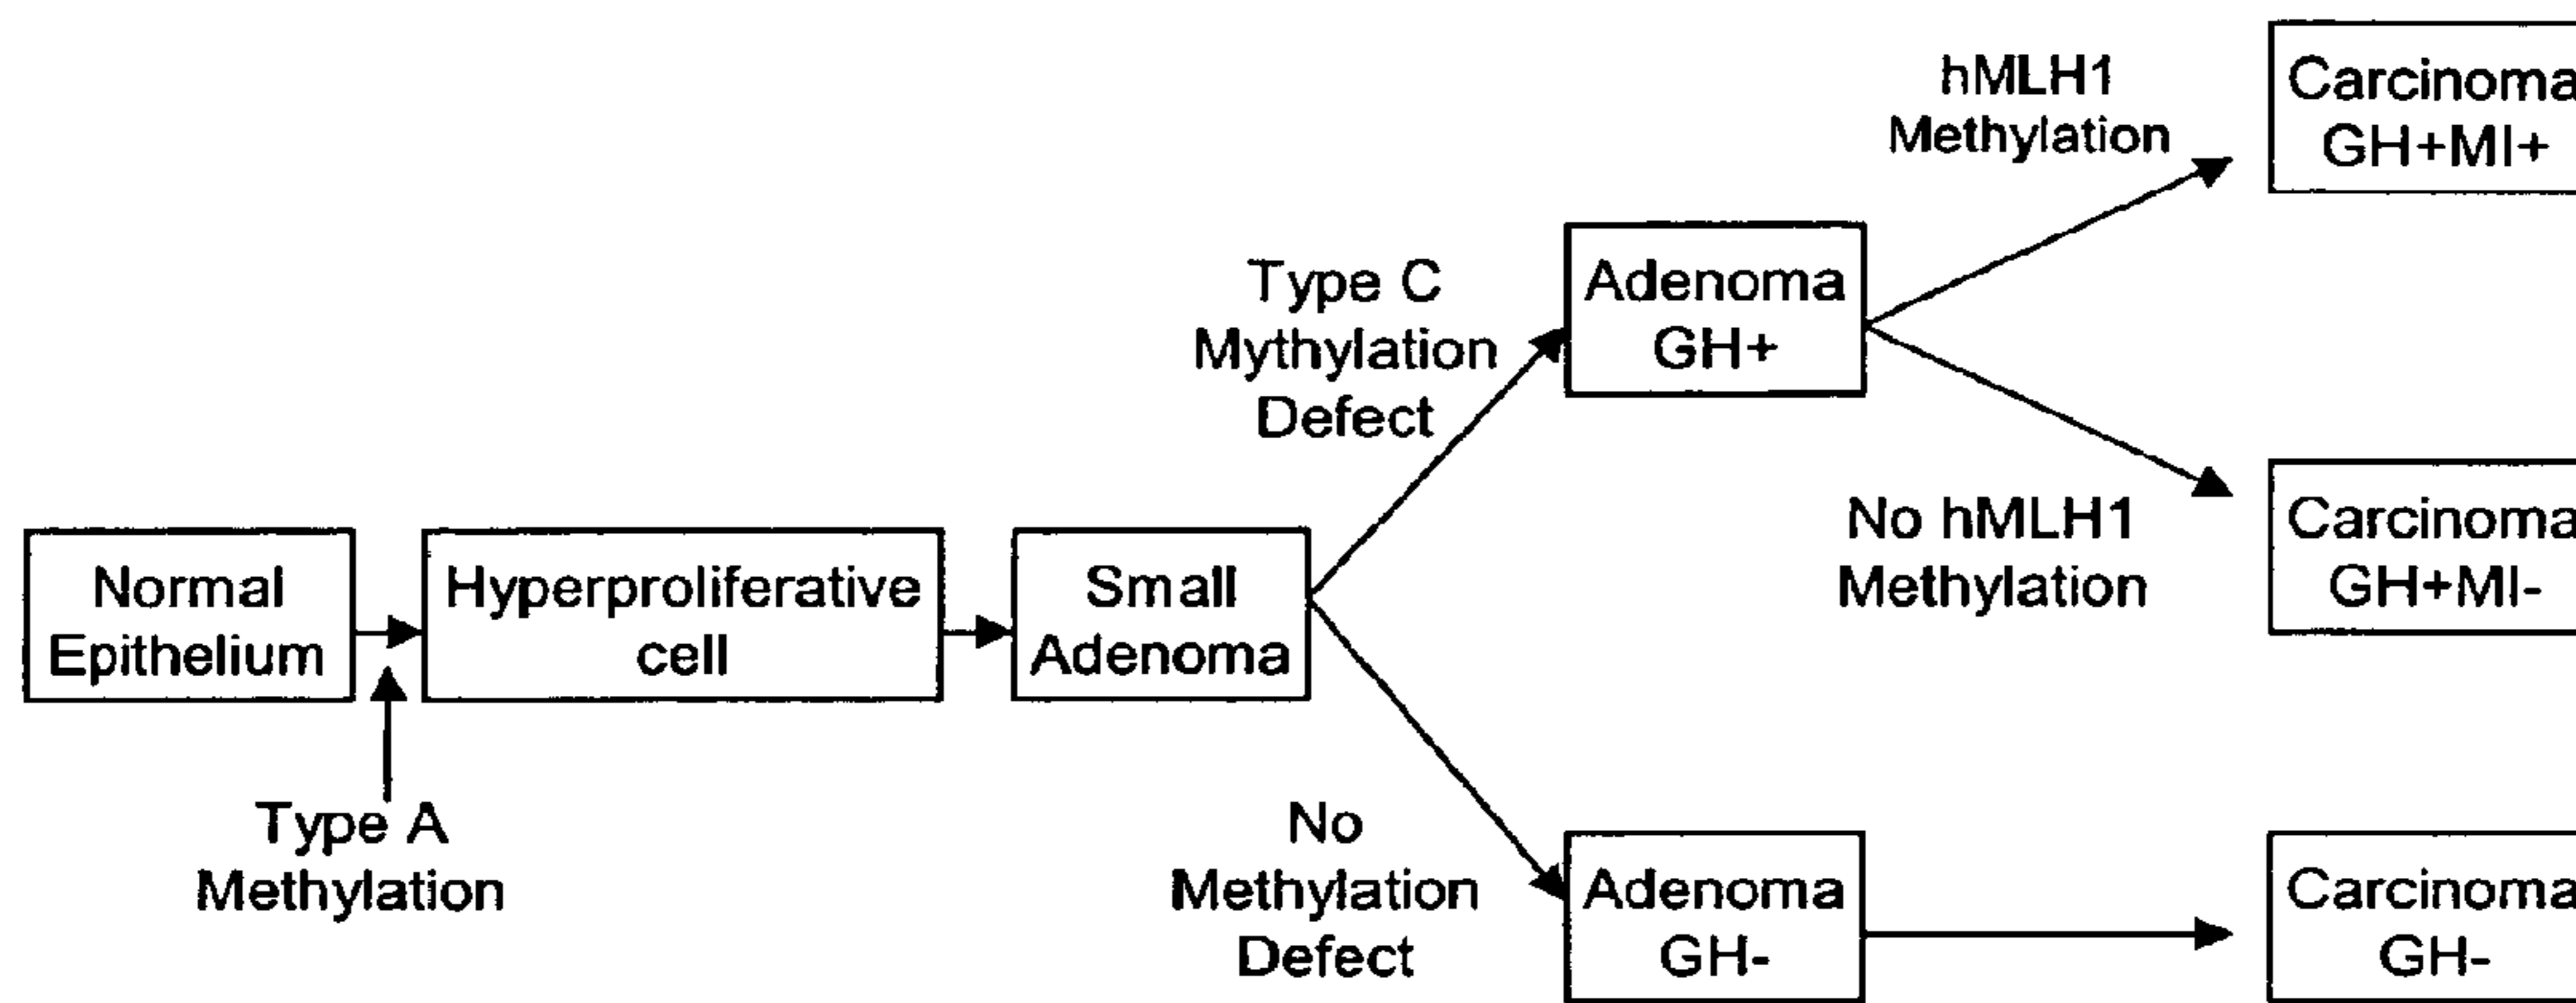 hMLH1
Methylation
Carcinoma
GH+MI+
Type C
Mythylation
Defect
Adenoma
GH+
No hMLH1
Methylation
Carcinoma
GH+MI-
Normal
Epithelium
Hyperproliferative
cell
Small
Adenoma
Type A
Methylation
No
Methylation
Defect
Adenoma
GH-
Carcinoma
GH-